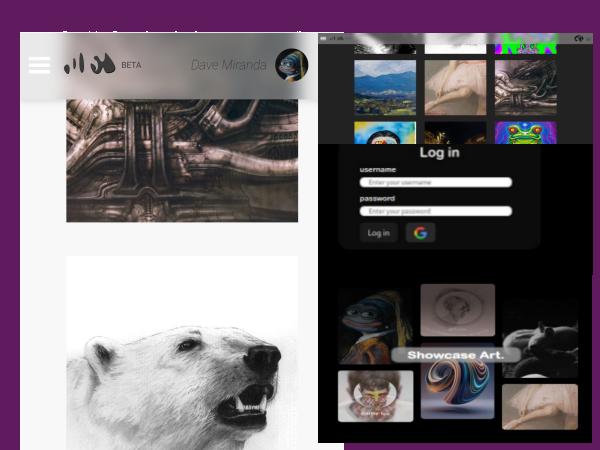 BETA
Dave Miranda
Log in
username
Enter your username
password
Enter your password
Log in
Showcase Art.